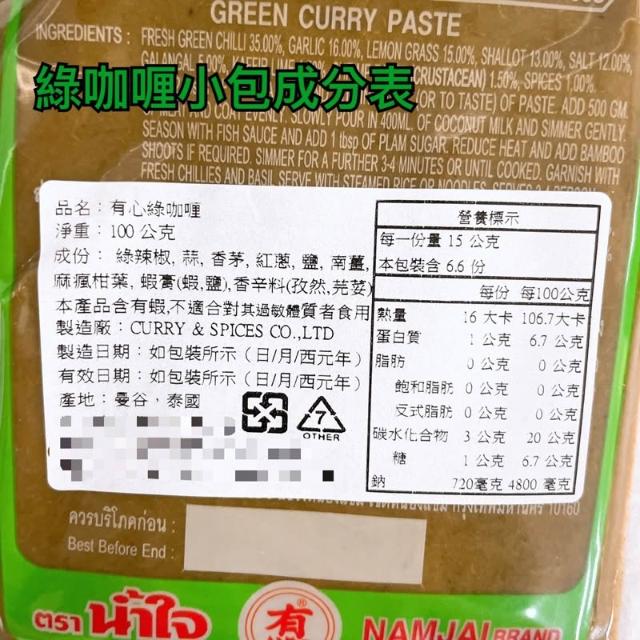 GREEN CURRY PASTE
INGREDIENTS : FRESH GREEN CHILLI 35.00%, GARLIC 16.00%, LEMON GRASS 15.00%, SHALLOT 13.00%, SALT 12.00%,
CRUSTACEAN) 1.50%, SPICES 1.00%.
綠咖喱小包成分表
(OR TO TASTE) OF PASTE. ADD 500 GM.
OF MEAT AND COAT EVENLY. SLOWLY POUR IN 400ML. OF COCONUT MILK AND SIMMER GENTLY.
SEASON WITH FISH SAUCE AND ADD 1 tbsp OF PLAM SUGAR. REDUCE HEAT AND ADD BAMBOO
SHOOTS IF REQUIRED. SIMMER FOR A FURTHER 3-4 MINUTES OR UNTIL COOKED. GARNISH WITH
FRESH CHILLIES AND BASIL. SERVE WITH STEAMED RICE OR NOODLES.
品名：有心綠咖喱
淨重：100 公克
成份： 綠辣椒, 蒜, 香茅, 紅蔥, 鹽, 南薑,
麻瘋柑葉, 蝦膏(蝦,鹽),香辛料(孜然,芫荽)
本產品含有蝦,不適合對其過敏體質者食用
製造廠：CURRY & SPICES CO.,LTD
製造日期：如包裝所示（日/月/西元年）
有效日期：如包裝所示（日/月/西元年）
產地：曼谷，泰國
7
OTHER
營養標示
每一份量 15 公克
本包裝含 6.6 份
每份 每100公克
熱量 16 大卡 106.7大卡
蛋白質 1 公克 6.7 公克
脂肪 0 公克 0 公克
飽和脂肪 0 公克 0 公克
反式脂肪 0 公克 0 公克
碳水化合物 3 公克 20 公克
糖 1 公克 6.7 公克
鈉 720毫克 4800 毫克
10160
ควรบริโภคก่อน :
Best Before End :
ตรา น้ำใจ
有
NAMJAI BRAND